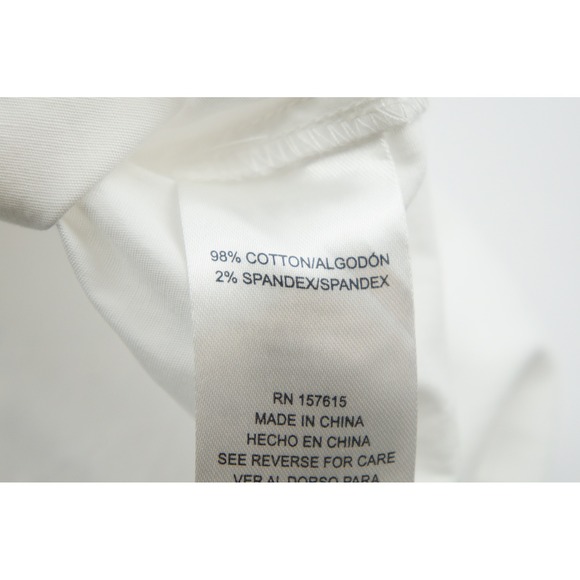 98% COTTON/ALGODÓN
2% SPANDEX/SPANDEX
RN 157615
MADE IN CHINA
HECHO EN CHINA
SEE REVERSE FOR CARE
VER AL DORSO PARA